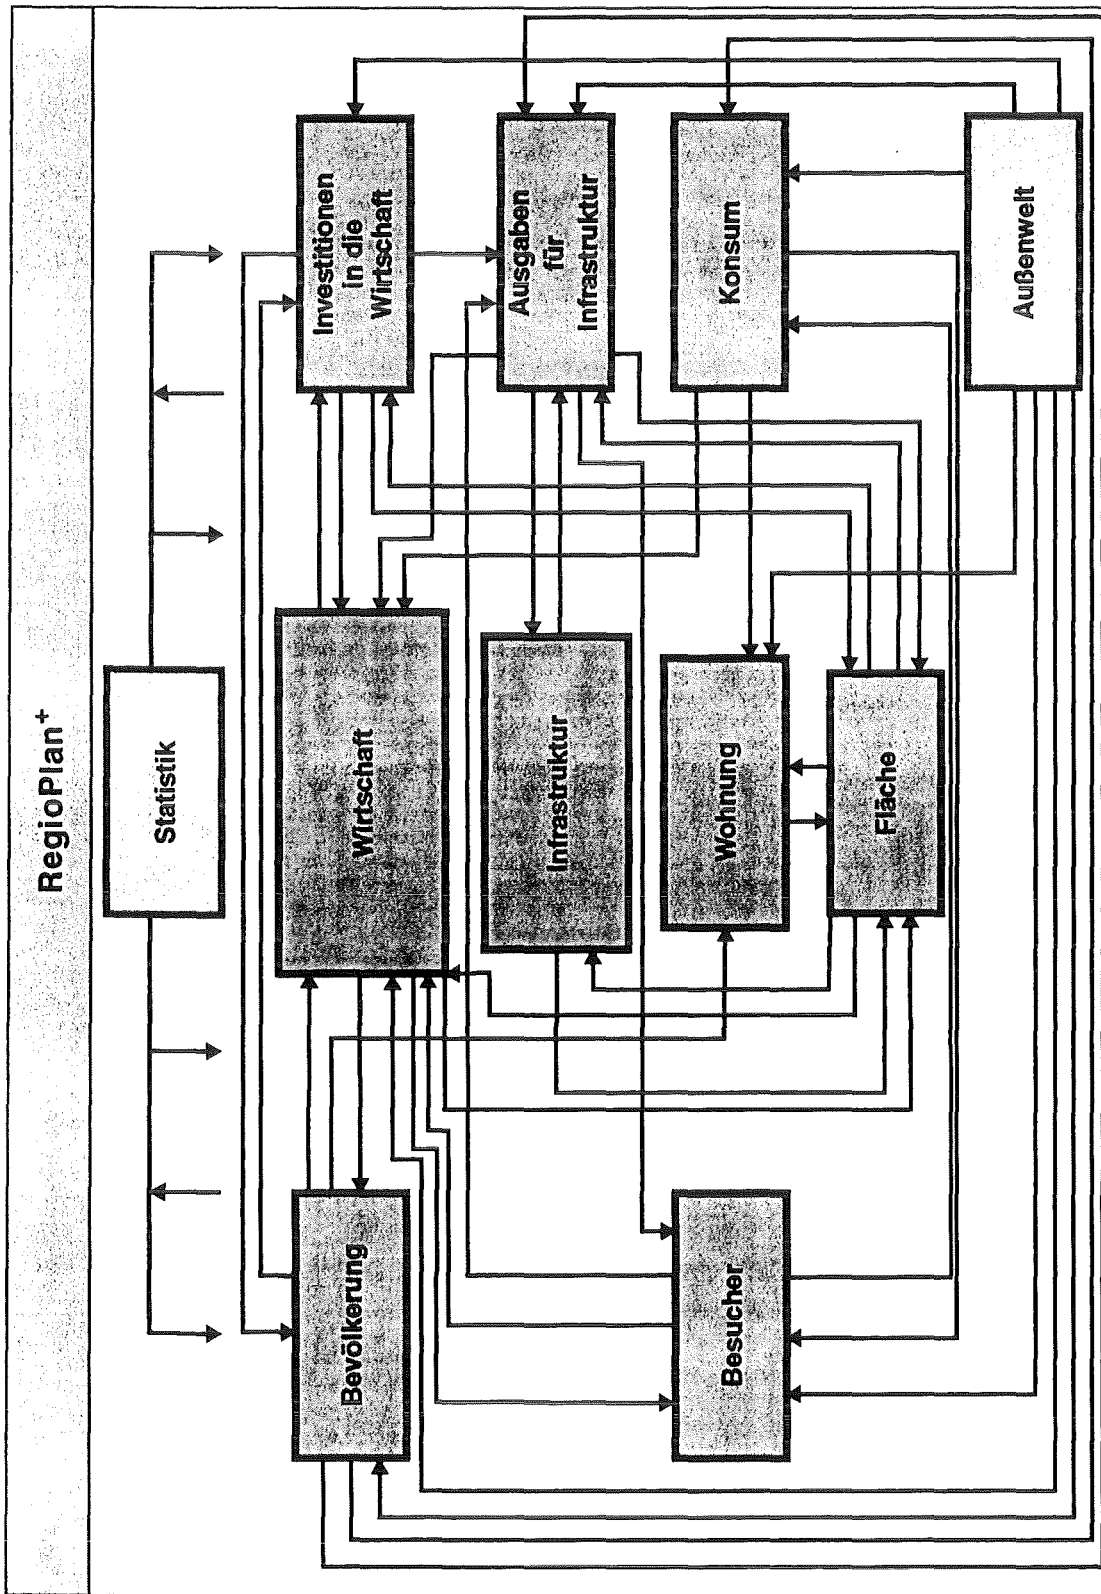 RegioPlan⁺
Statistik
Bevölkerung
Wirtschaft
Investitionen
in die
Wirtschaft
Infrastruktur
Ausgaben
für
Infrastruktur
Besucher
Wohnung
Konsum
Fläche
Außenwelt